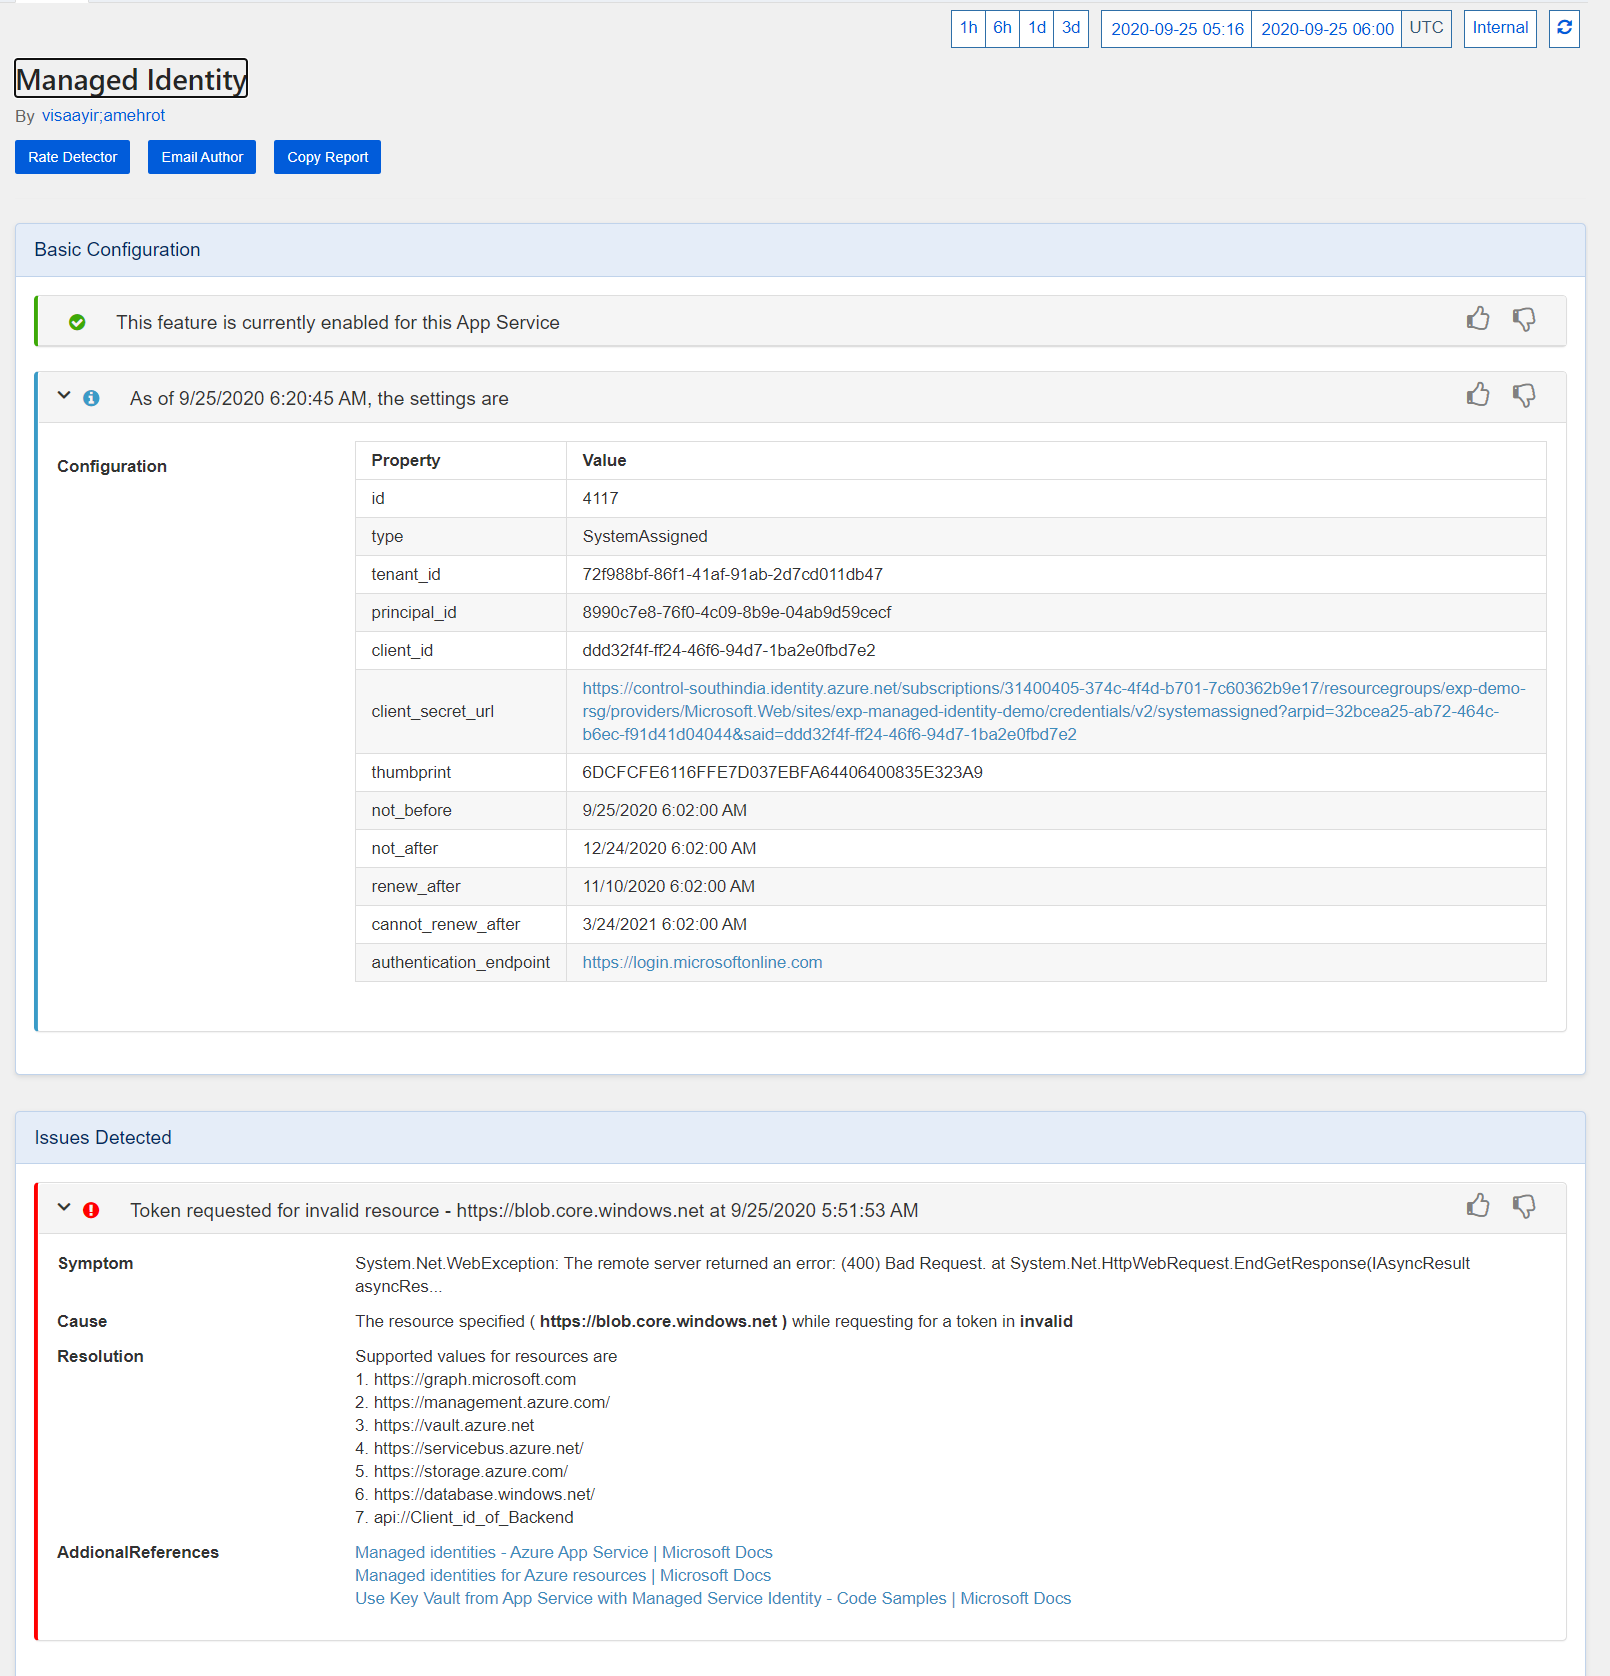 1h 6h 1d 3d 2020-09-25 05:16 2020-09-25 06:00 UTC Internal
Managed Identity
By visaayir;amehrot
Rate Detector Email Author Copy Report
Basic Configuration
This feature is currently enabled for this App Service
As of 9/25/2020 6:20:45 AM, the settings are
Configuration
Property Value
id 4117
type SystemAssigned
tenant_id 72f988bf-86f1-41af-91ab-2d7cd011db47
principal_id 8990c7e8-76f0-4c09-8b9e-04ab9d59cecf
client_id ddd32f4f-ff24-46f6-94d7-1ba2e0fbd7e2
client_secret_url https://control-southindia.identity.azure.net/subscriptions/31400405-374c-4f4d-b701-7c60362b9e17/resourcegroups/exp-demo-
rsg/providers/Microsoft.Web/sites/exp-managed-identity-demo/credentials/v2/systemassigned?arpid=32bcea25-ab72-464c-
b6ec-f91d41d04044&said=ddd32f4f-ff24-46f6-94d7-1ba2e0fbd7e2
thumbprint 6DCFCFE6116FFE7D037EBFA64406400835E323A9
not_before 9/25/2020 6:02:00 AM
not_after 12/24/2020 6:02:00 AM
renew_after 11/10/2020 6:02:00 AM
cannot_renew_after 3/24/2021 6:02:00 AM
authentication_endpoint https://login.microsoftonline.com
Issues Detected
Token requested for invalid resource - https://blob.core.windows.net at 9/25/2020 5:51:53 AM
Symptom System.Net.WebException: The remote server returned an error: (400) Bad Request. at System.Net.HttpWebRequest.EndGetResponse(IAsyncResult
asyncRes...
Cause The resource specified ( https://blob.core.windows.net ) while requesting for a token in invalid
Resolution Supported values for resources are
1. https://graph.microsoft.com
2. https://management.azure.com/
3. https://vault.azure.net
4. https://servicebus.azure.net/
5. https://storage.azure.com/
6. https://database.windows.net/
7. api://Client_id_of_Backend
AddionalReferences Managed identities - Azure App Service | Microsoft Docs
Managed identities for Azure resources | Microsoft Docs
Use Key Vault from App Service with Managed Service Identity - Code Samples | Microsoft Docs